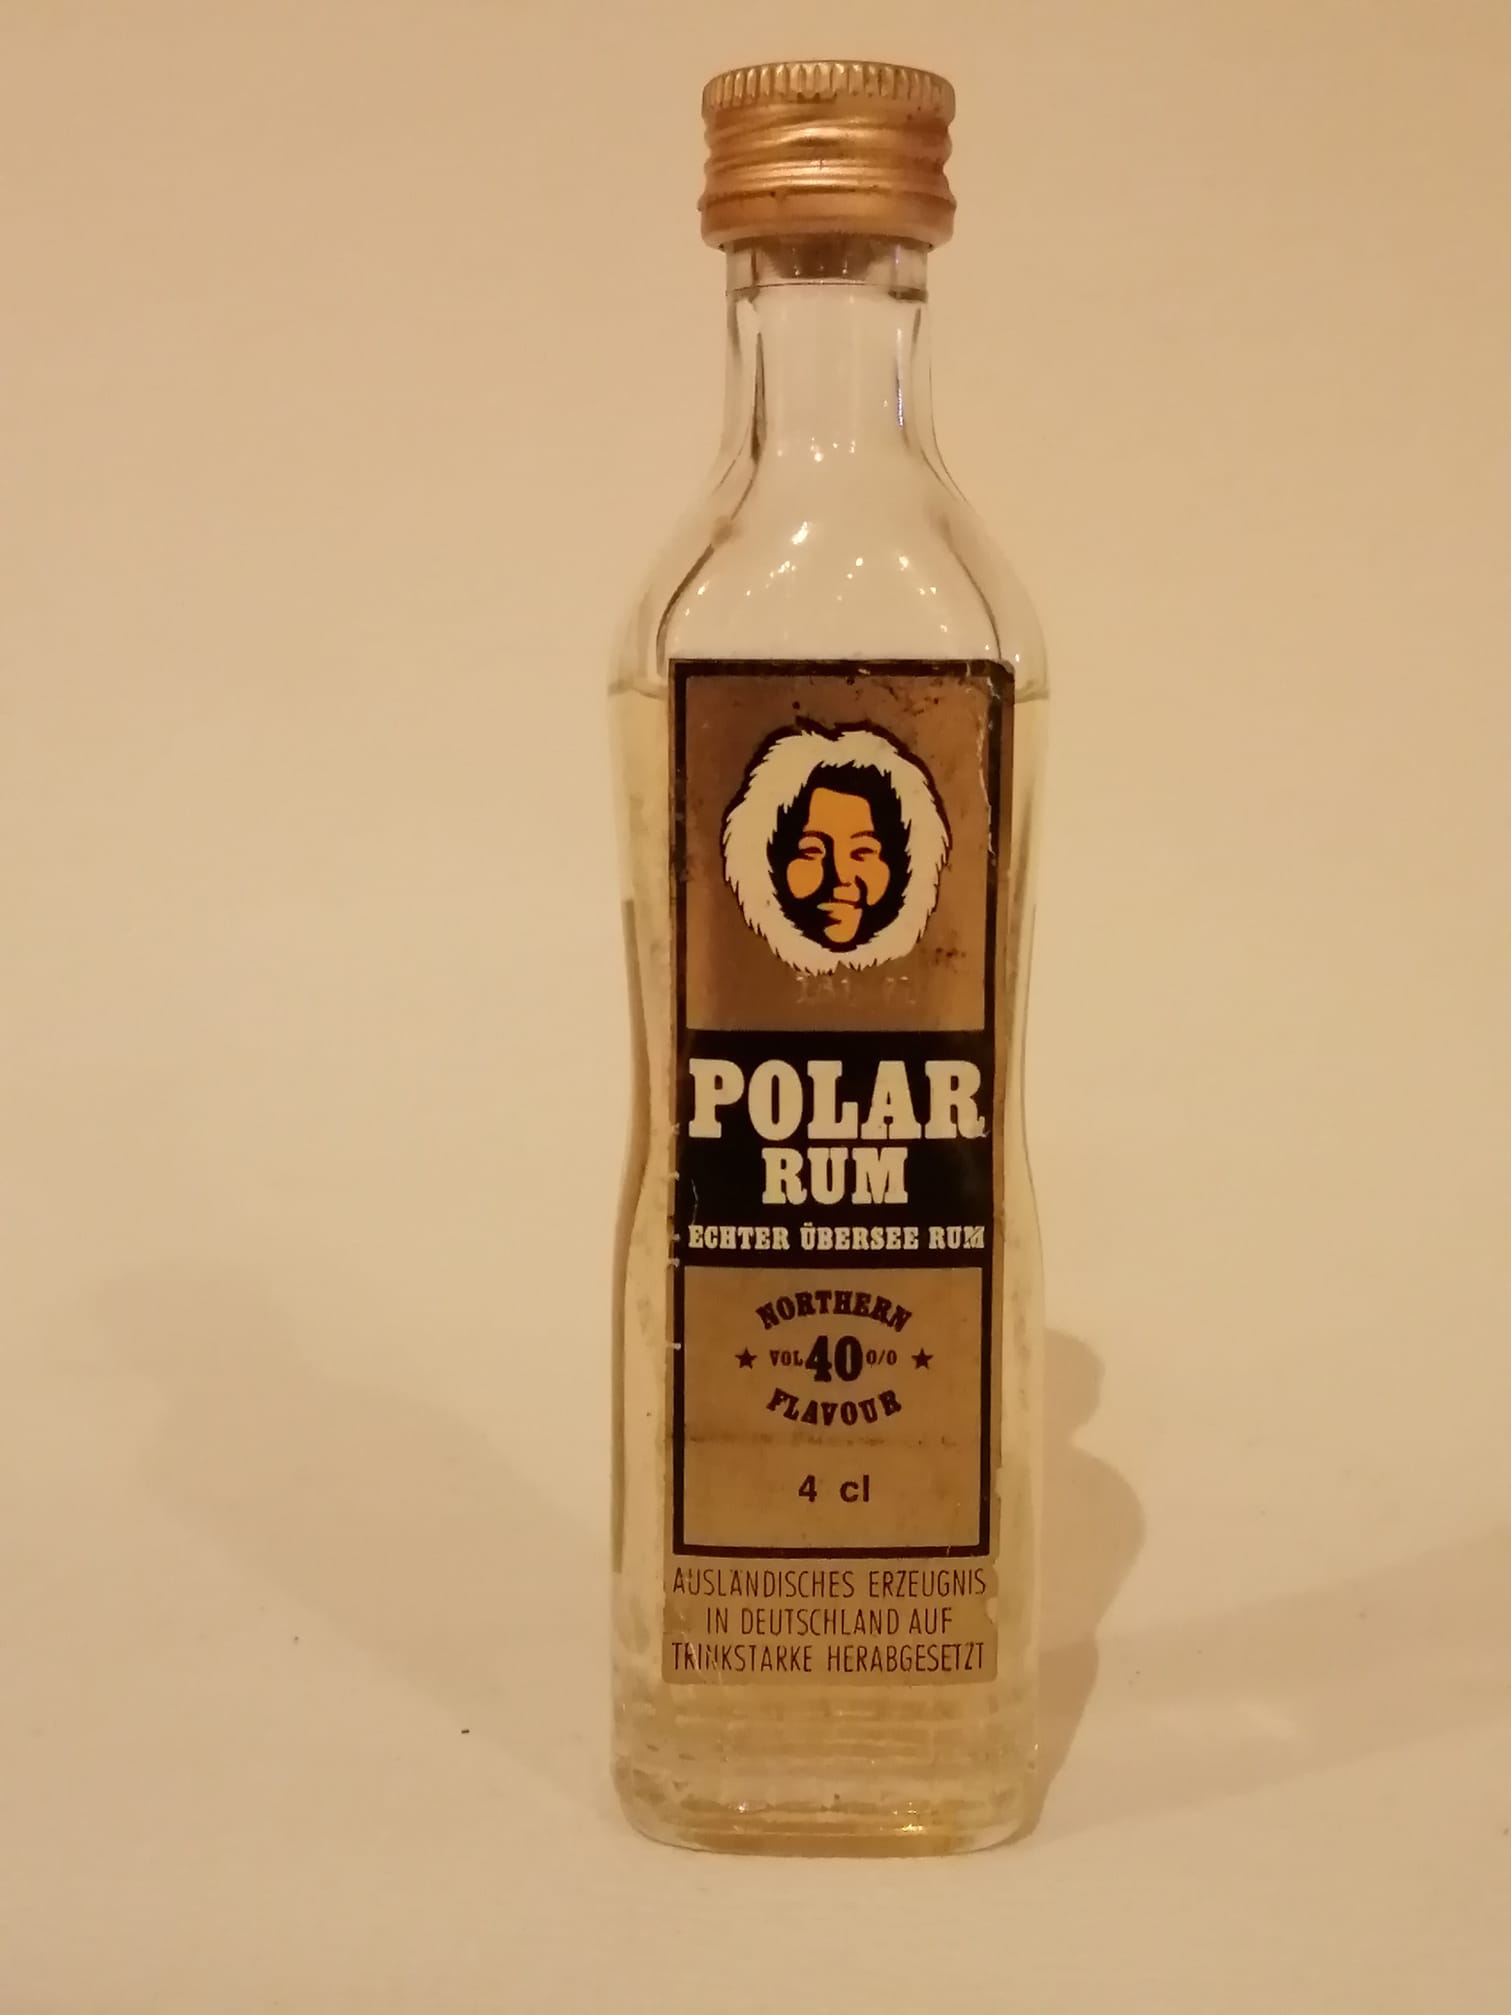 POLAR
RUM
ECHTER ÜBERSEE RUM
NORTHERN
★ VOL 40 0/0 ★
FLAVOUR
4 cl
AUSLÄNDISCHES ERZEUGNIS
IN DEUTSCHLAND AUF
TRINKSTÄRKE HERABGESETZT